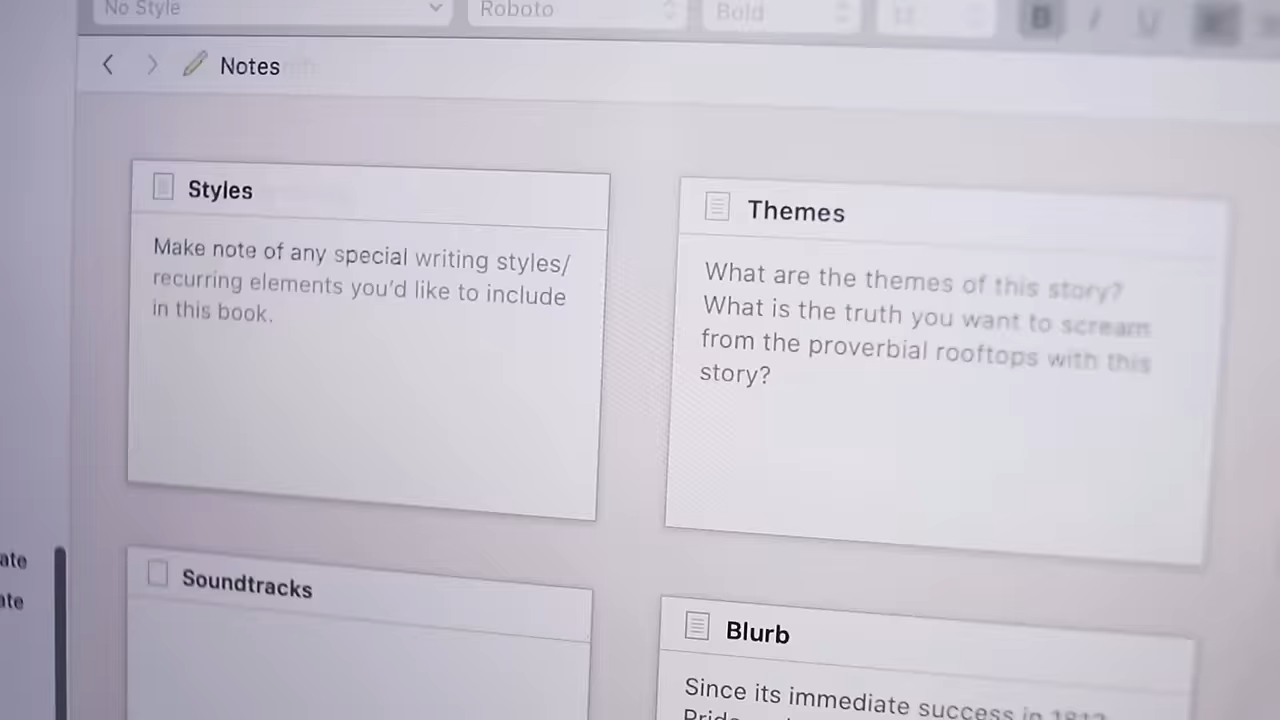 No Style
Roboto
Bold
B
I
U
Notes
Styles
Make note of any special writing styles/
recurring elements you'd like to include
in this book.
Themes
What are the themes of this story?
What is the truth you want to scream
from the proverbial rooftops with this
story?
ate
ate
Soundtracks
Blurb
Since its immediate success in 1813